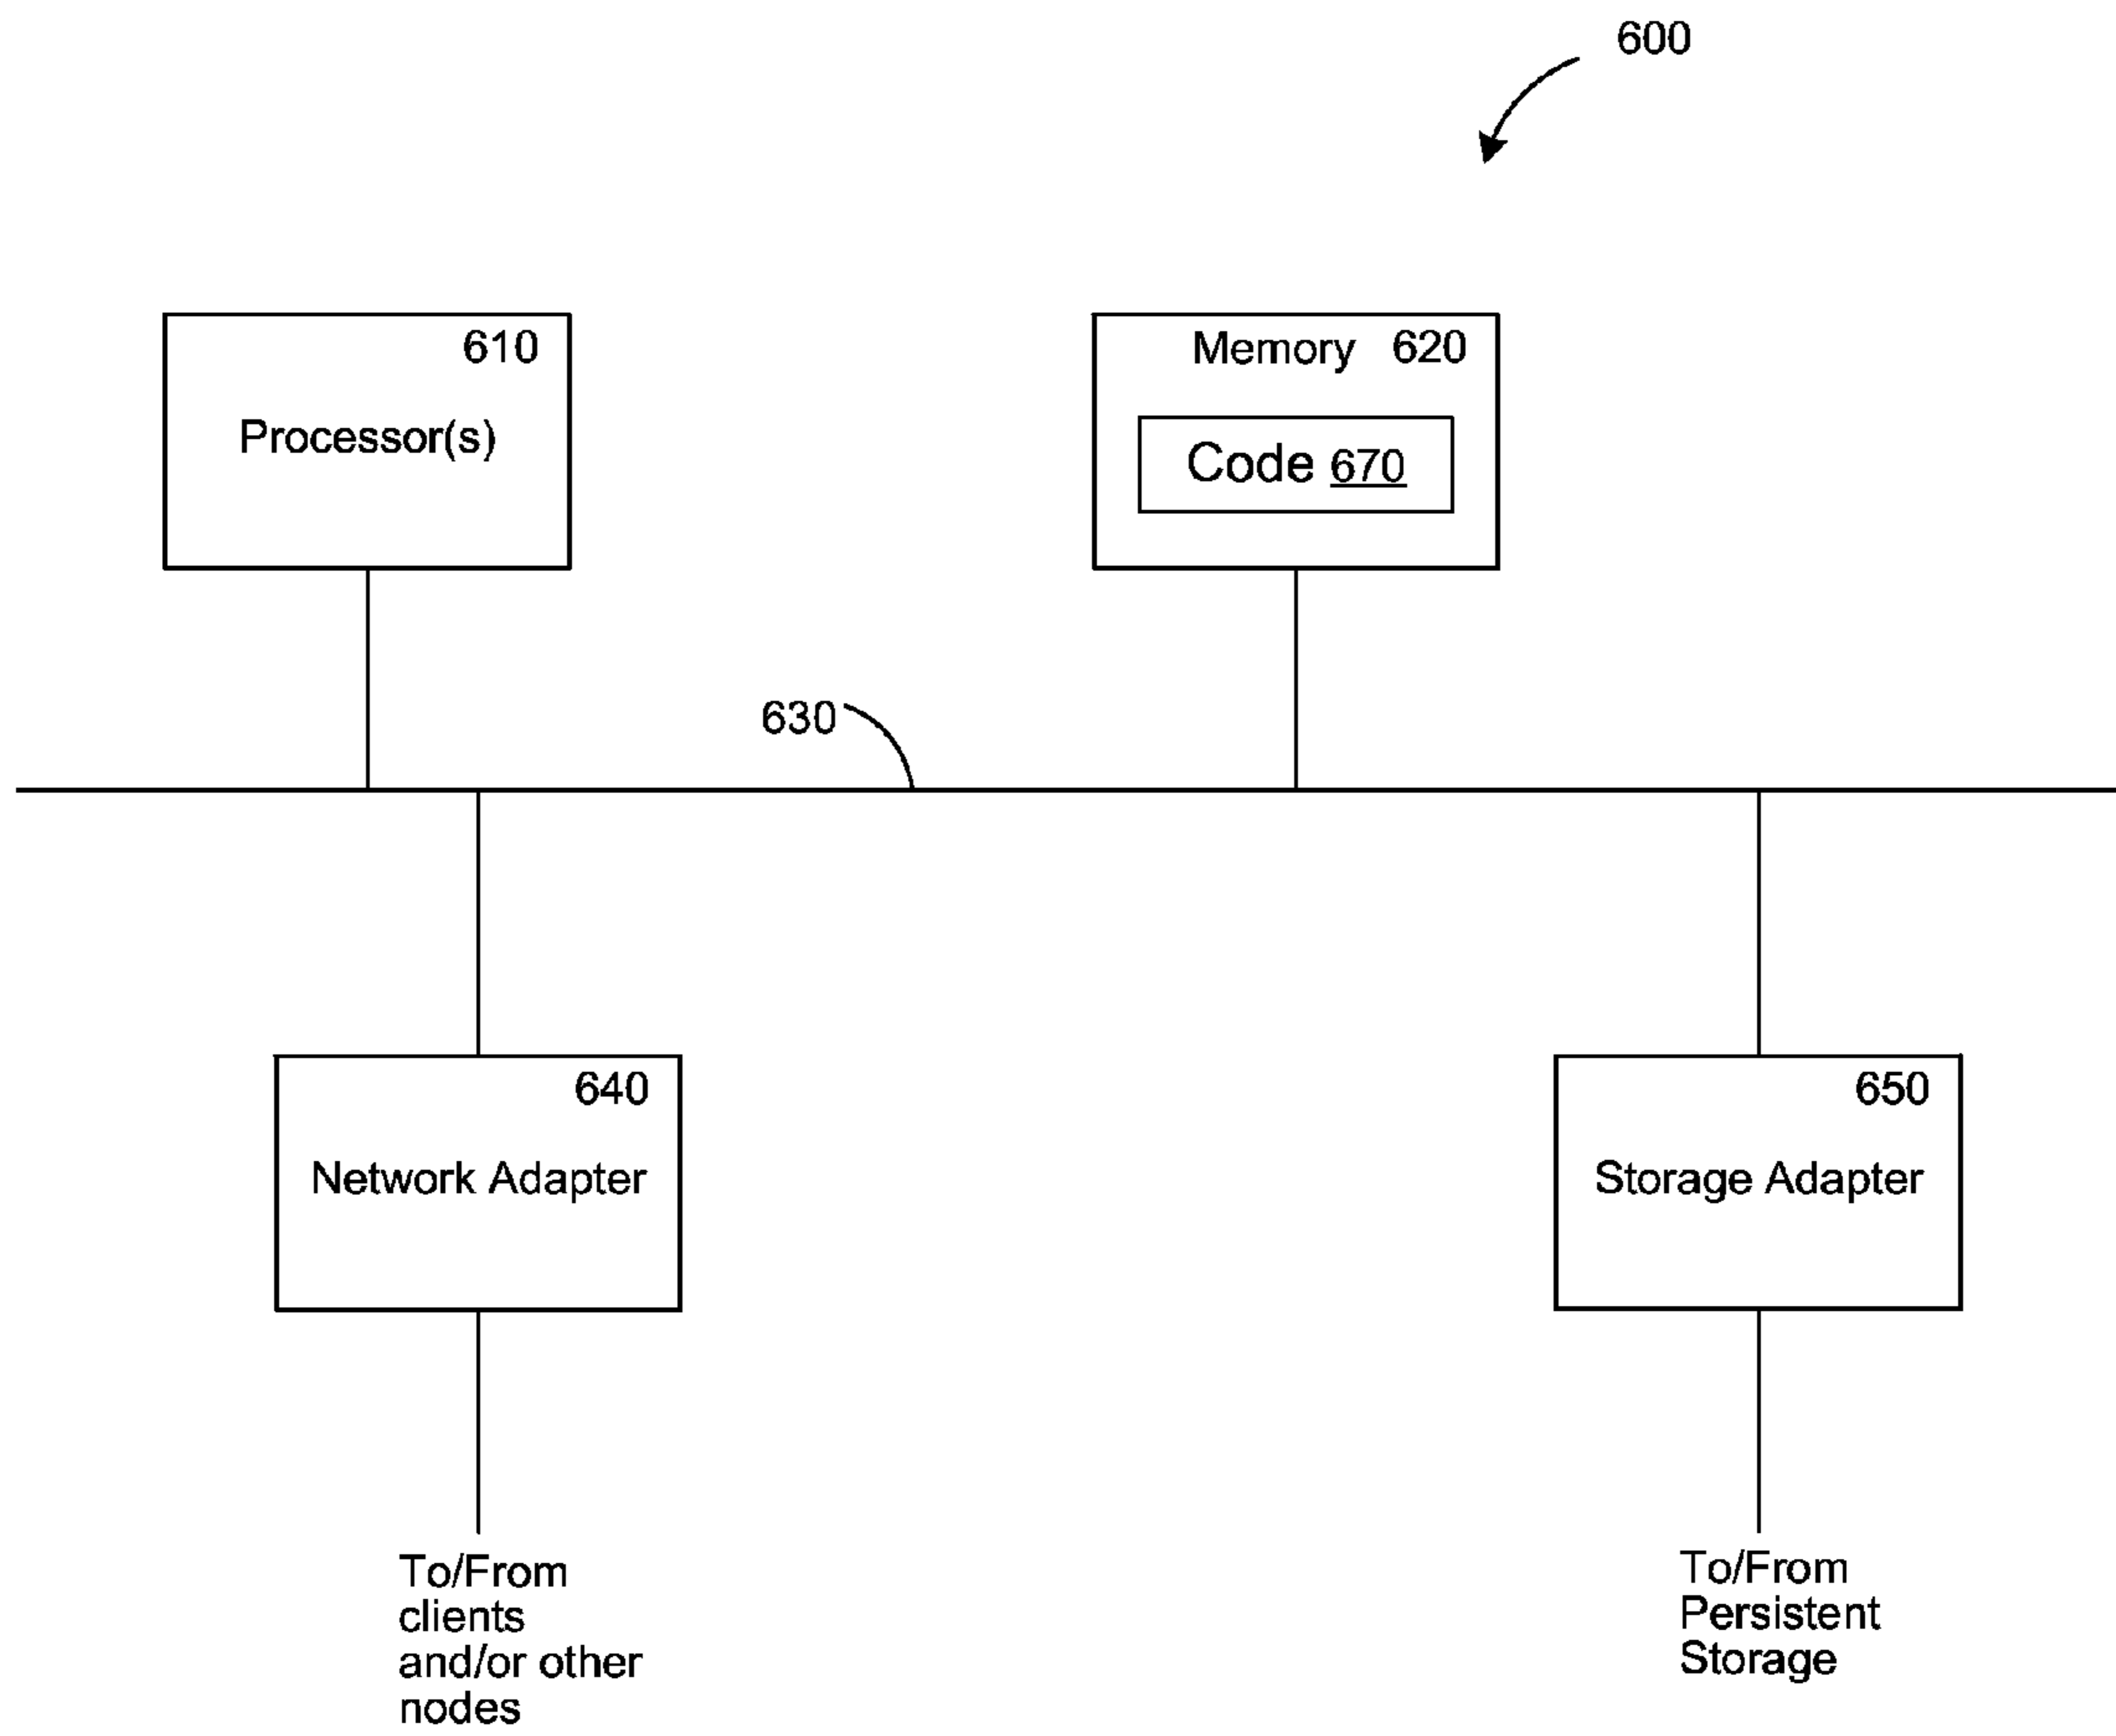 600
610
Processor(s)
Memory 620
Code 670
630
640
Network Adapter
650
Storage Adapter
To/From
clients
and/or other
nodes
To/From
Persistent
Storage